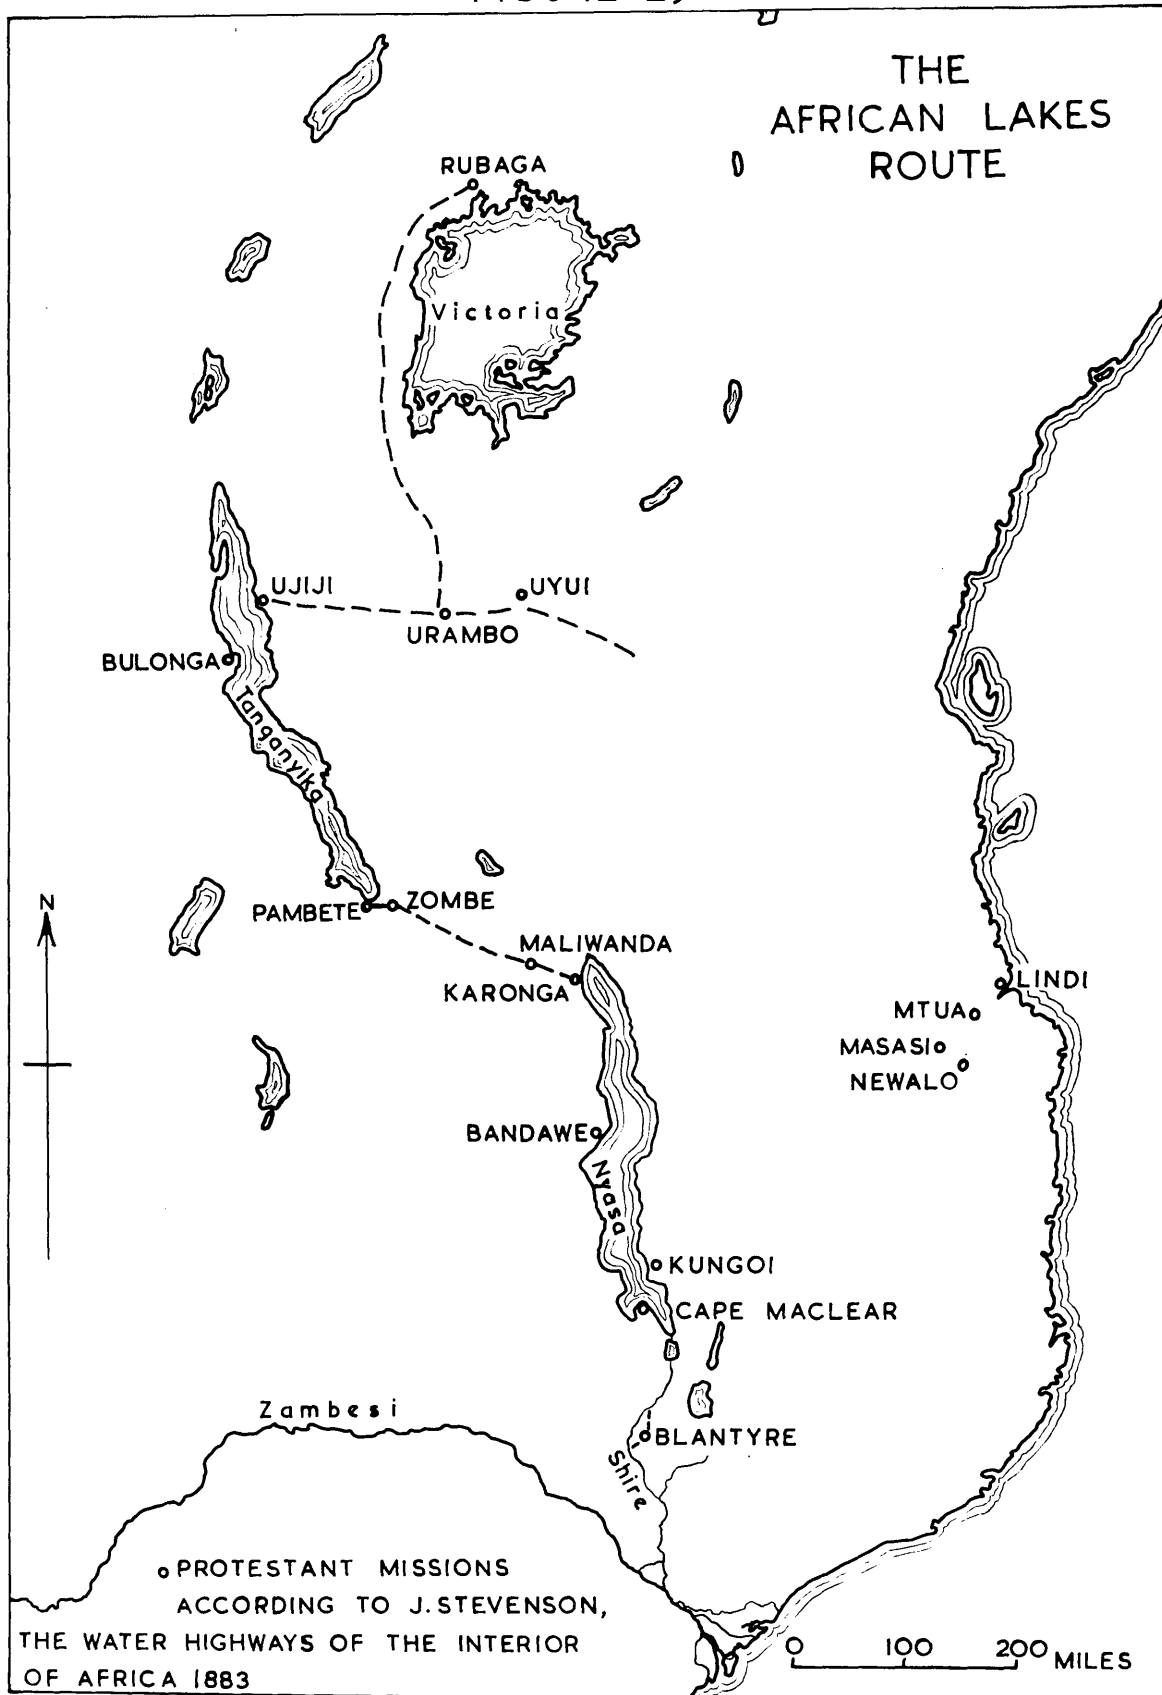 THE
AFRICAN LAKES
ROUTE
RUBAGA
Victoria
UJIJI
UYUI
URAMBO
BULONGA
Tanganyika
N
PAMBETE
ZOMBE
MALIWANDA
KARONGA
LINDI
MTUA
MASASI
NEWALO
BANDAWE
Nyasa
KUNGOI
CAPE MACLEAR
Zambesi
BLANTYRE
Shire
PROTESTANT MISSIONS
ACCORDING TO J. STEVENSON,
THE WATER HIGHWAYS OF THE INTERIOR
OF AFRICA 1883
0 100 200 MILES